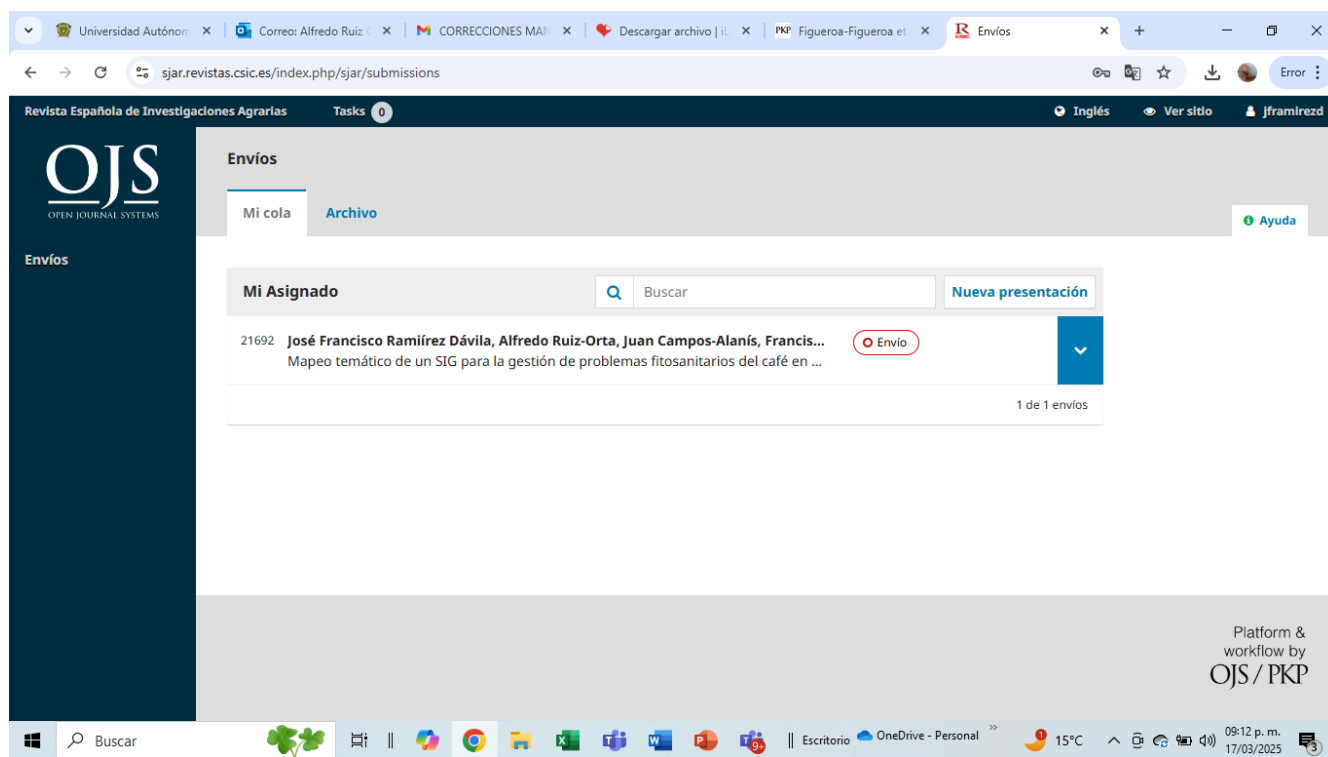 Universidad Autónom
Correo: Alfredo Ruiz
CORRECCIONES MAN
Descargar archivo | iL
PKP Figueroa-Figueroa et
R Envíos
sjar.revistas.csic.es/index.php/sjar/submissions
Error
Revista Española de Investigaciones Agrarias
Tasks 0
Inglés
Ver sitio
jframirezd
OJS
OPEN JOURNAL SYSTEMS
Envíos
Envíos
Mi cola
Archivo
Ayuda
Mi Asignado
Buscar
Nueva presentación
21692 José Francisco Ramiírez Dávila, Alfredo Ruiz-Orta, Juan Campos-Alanís, Francis...
Envío
Mapeo temático de un SIG para la gestión de problemas fitosanitarios del café en ...
1 de 1 envíos
Platform &
workflow by
OJS / PKP
Buscar
Escritorio
OneDrive - Personal
15°C
09:12 p. m.
17/03/2025